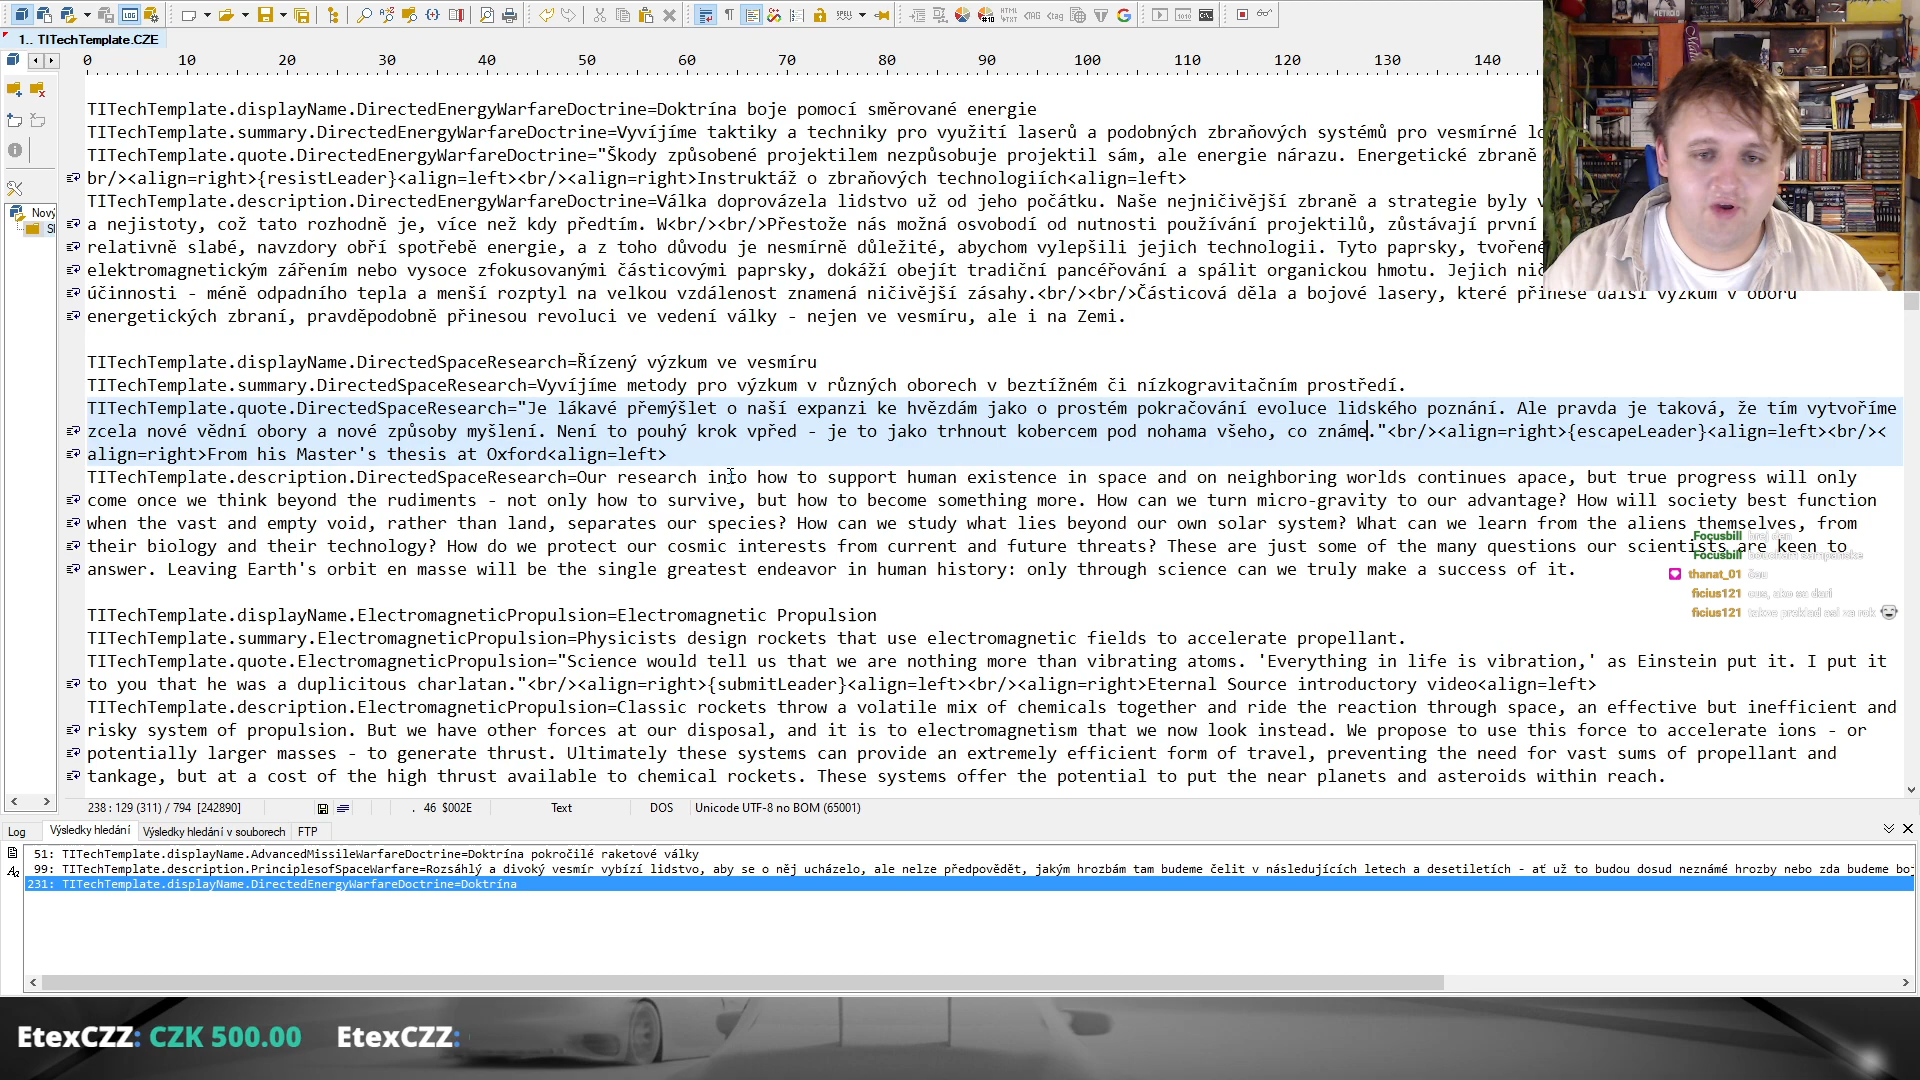 1.. TITechTemplate.CZE
0 10 20 30 40 50 60 70 80 90 100 110 120 130 140
TITechTemplate.displayName.DirectedEnergyWarfareDoctrine=Doktrína boje pomocí směrované energie
TITechTemplate.summary.DirectedEnergyWarfareDoctrine=Vyvíjíme taktiky a techniky pro využití laserů a podobných zbraňových systémů pro vesmírné lo
TITechTemplate.quote.DirectedEnergyWarfareDoctrine="Škody způsobené projektilem nezpůsobuje projektil sám, ale energie nárazu. Energetické zbraně
br/><align=right>{resistLeader}<align=left><br/><align=right>Instruktáž o zbraňových technologiích<align=left>
TITechTemplate.description.DirectedEnergyWarfareDoctrine=Válka doprovázela lidstvo už od jeho počátku. Naše nejničivější zbraně a strategie byly v
a nejistoty, což tato rozhodně je, více než kdy předtím. W<br/><br/>Přestože nás možná osvobodí od nutnosti používání projektilů, zůstávají první
relativně slabé, navzdory obří spotřebě energie, a z toho důvodu je nesmírně důležité, abychom vylepšili jejich technologii. Tyto paprsky, tvořené
elektromagnetickým zářením nebo vysoce zfokusovanými částicovými paprsky, dokáží obejít tradiční pancéřování a spálit organickou hmotu. Jejich nič
účinnosti - méně odpadního tepla a menší rozptyl na velkou vzdálenost znamená ničivější zásahy.<br/><br/>Částicová děla a bojové lasery, které přinese další výzkum v oboru
energetických zbraní, pravděpodobně přinesou revoluci ve vedení války - nejen ve vesmíru, ale i na Zemi.
TITechTemplate.displayName.DirectedSpaceResearch=Řízený výzkum ve vesmíru
TITechTemplate.summary.DirectedSpaceResearch=Vyvíjíme metody pro výzkum v různých oborech v beztížném či nízkogravitačním prostředí.
TITechTemplate.quote.DirectedSpaceResearch="Je lákavé přemýšlet o naší expanzi ke hvězdám jako o prostém pokračování evoluce lidského poznání. Ale pravda je taková, že tím vytvoříme
zcela nové vědní obory a nové způsoby myšlení. Není to pouhý krok vpřed - je to jako trhnout kobercem pod nohama všeho, co známe."<br/><align=right>{escapeLeader}<align=left><br/><
align=right>From his Master's thesis at Oxford<align=left>
TITechTemplate.description.DirectedSpaceResearch=Our research into how to support human existence in space and on neighboring worlds continues apace, but true progress will only
come once we think beyond the rudiments - not only how to survive, but how to become something more. How can we turn micro-gravity to our advantage? How will society best function
when the vast and empty void, rather than land, separates our species? How can we study what lies beyond our own solar system? What can we learn from the aliens themselves, from
their biology and their technology? How do we protect our cosmic interests from current and future threats? These are just some of the many questions our scientists are keen to
answer. Leaving Earth's orbit en masse will be the single greatest endeavor in human history: only through science can we truly make a success of it.
Focusbill
Focusbill
thanat_01 čau
ficius121
ficius121
TITechTemplate.displayName.ElectromagneticPropulsion=Electromagnetic Propulsion
TITechTemplate.summary.ElectromagneticPropulsion=Physicists design rockets that use electromagnetic fields to accelerate propellant.
TITechTemplate.quote.ElectromagneticPropulsion="Science would tell us that we are nothing more than vibrating atoms. 'Everything in life is vibration,' as Einstein put it. I put it
to you that he was a duplicitous charlatan."<br/><align=right>{submitLeader}<align=left><br/><align=right>Eternal Source introductory video<align=left>
TITechTemplate.description.ElectromagneticPropulsion=Classic rockets throw a volatile mix of chemicals together and ride the reaction through space, an effective but inefficient and
risky system of propulsion. But we have other forces at our disposal, and it is to electromagnetism that we now look instead. We propose to use this force to accelerate ions - or
potentially larger masses - to generate thrust. Ultimately these systems can provide an extremely efficient form of travel, preventing the need for vast sums of propellant and
tankage, but at a cost of the high thrust available to chemical rockets. These systems offer the potential to put the near planets and asteroids within reach.
238: 129 (311) / 794 [242890] . 46 $002E Text DOS Unicode UTF-8 no BOM (65001)
Log Výsledky hledání Výsledky hledání v souborech FTP
51: TITechTemplate.displayName.AdvancedMissileWarfareDoctrine=Doktrína pokročilé raketové války
99: TITechTemplate.description.PrinciplesofSpaceWarfare=Rozsáhlý a divoký vesmír vybízí lidstvo, aby se o něj ucházelo, ale nelze předpovědět, jakým hrozbám tam budeme čelit v následujících letech a desetiletích - ať už to budou dosud neznámé hrozby nebo zda budeme bo
231: TITechTemplate.displayName.DirectedEnergyWarfareDoctrine=Doktrína
EtexCZZ: CZK 500.00 EtexCZZ: